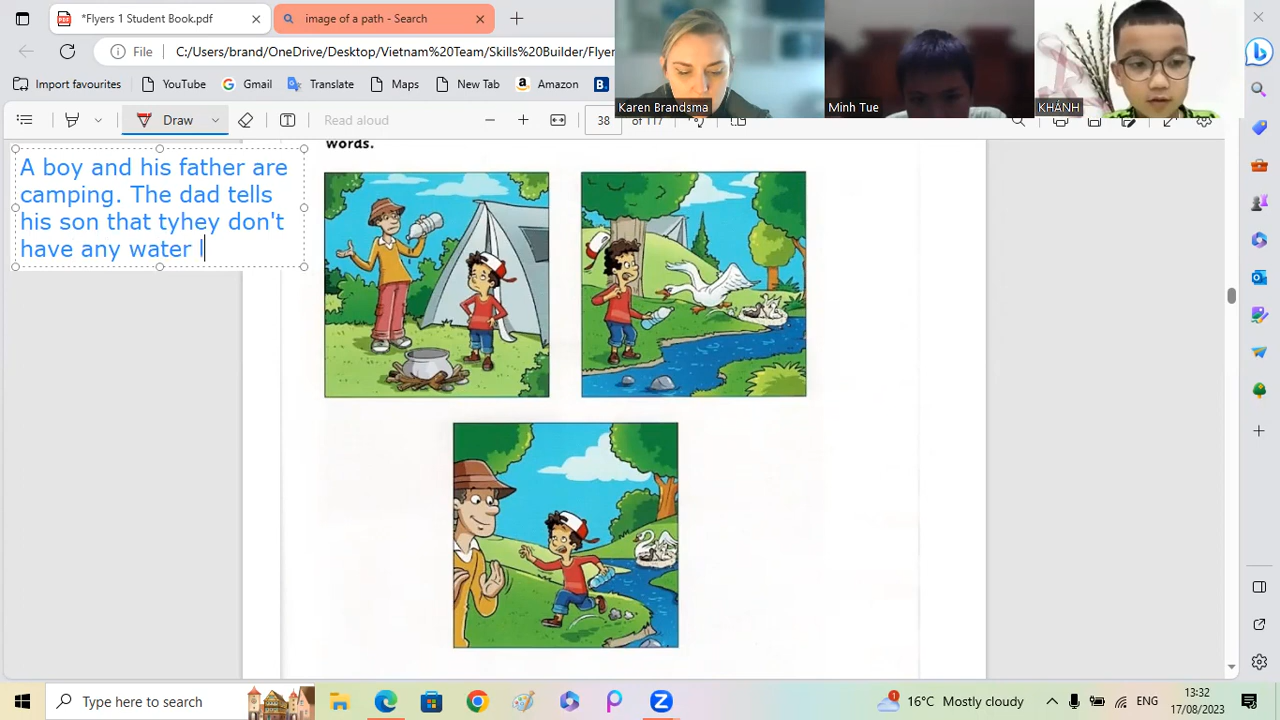 *Flyers 1 Student Book.pdf
image of a path - Search
File
C:/Users/brand/OneDrive/Desktop/Vietnam%20Team/Skills%20Builder/Flyer
Import favourites
YouTube
Gmail
Translate
Maps
New Tab
Amazon
B.
Karen Brandsma
Minh Tue
KHÁNH
Draw
Read aloud
38
of 117
words.
A boy and his father are
camping. The dad tells
his son that tyhey don't
have any water l
Type here to search
1
16°C Mostly cloudy
ENG
13:32
17/08/2023